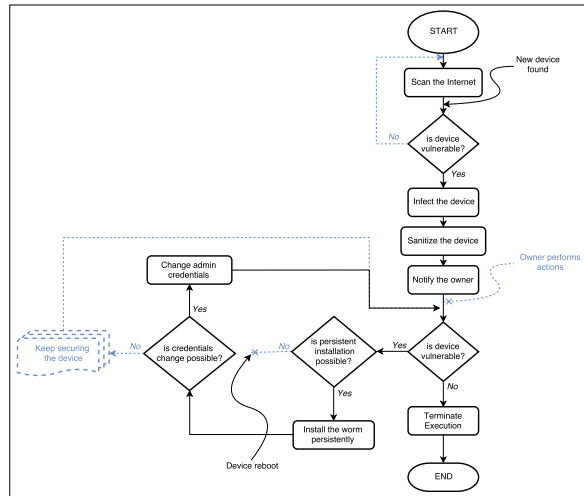 START
New device
found
Scan the Internet
No
is device
vulnerable?
Yes
Infect the device
Sanitize the device
Owner performs
actions
Change admin
credentials
Notify the owner
Yes
Keep securing
the device
No
is credentials
change possible?
No
is persistent
installation
possible?
Yes
is device
vulnerable?
Yes
No
Install the worm
persistently
Terminate
Execution
Device reboot
END